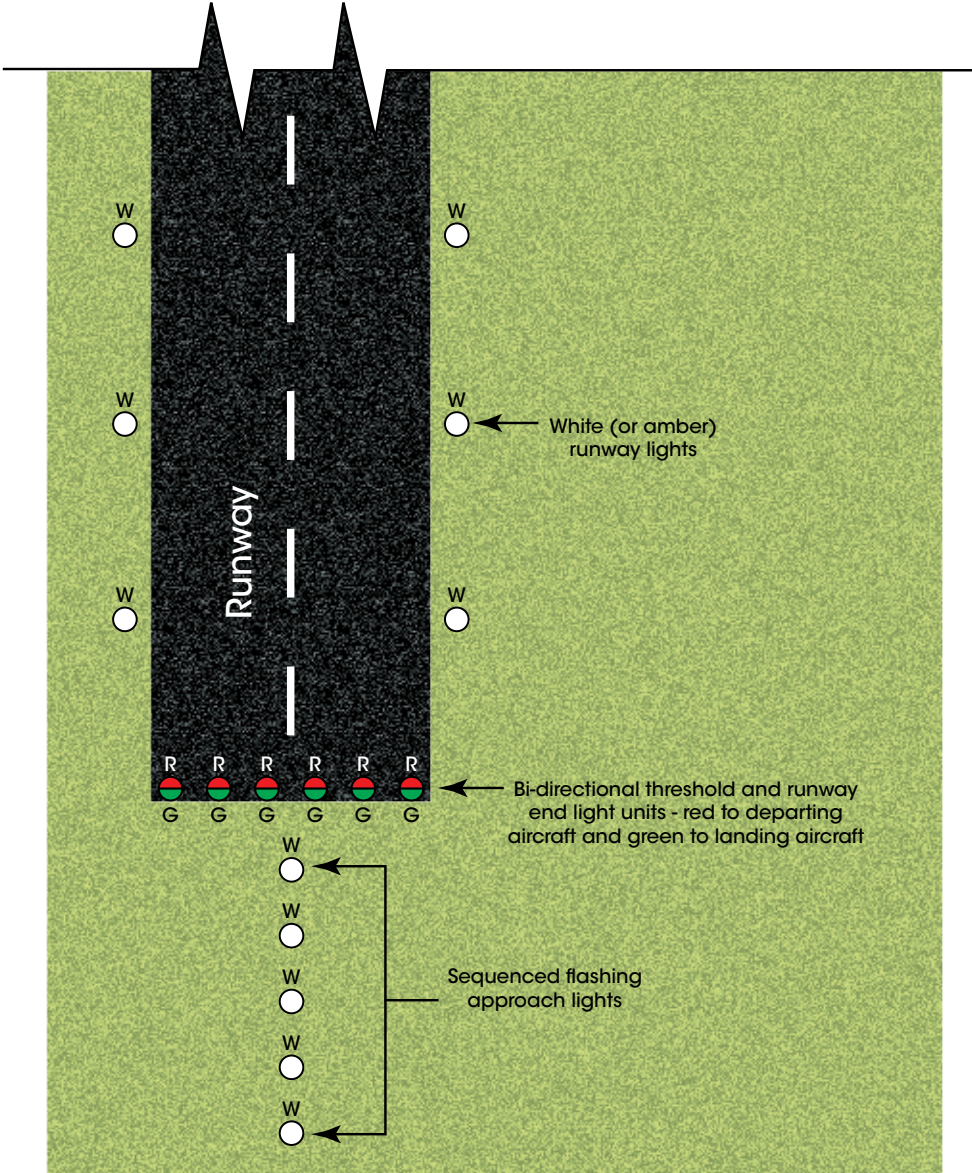 W
W
W
W
White (or amber)
runway lights
Runway
W
W
R R R R R R
Bi-directional threshold and runway
end light units - red to departing
aircraft and green to landing aircraft
G G G G G G
W
W
Sequenced flashing
approach lights
W
W
W